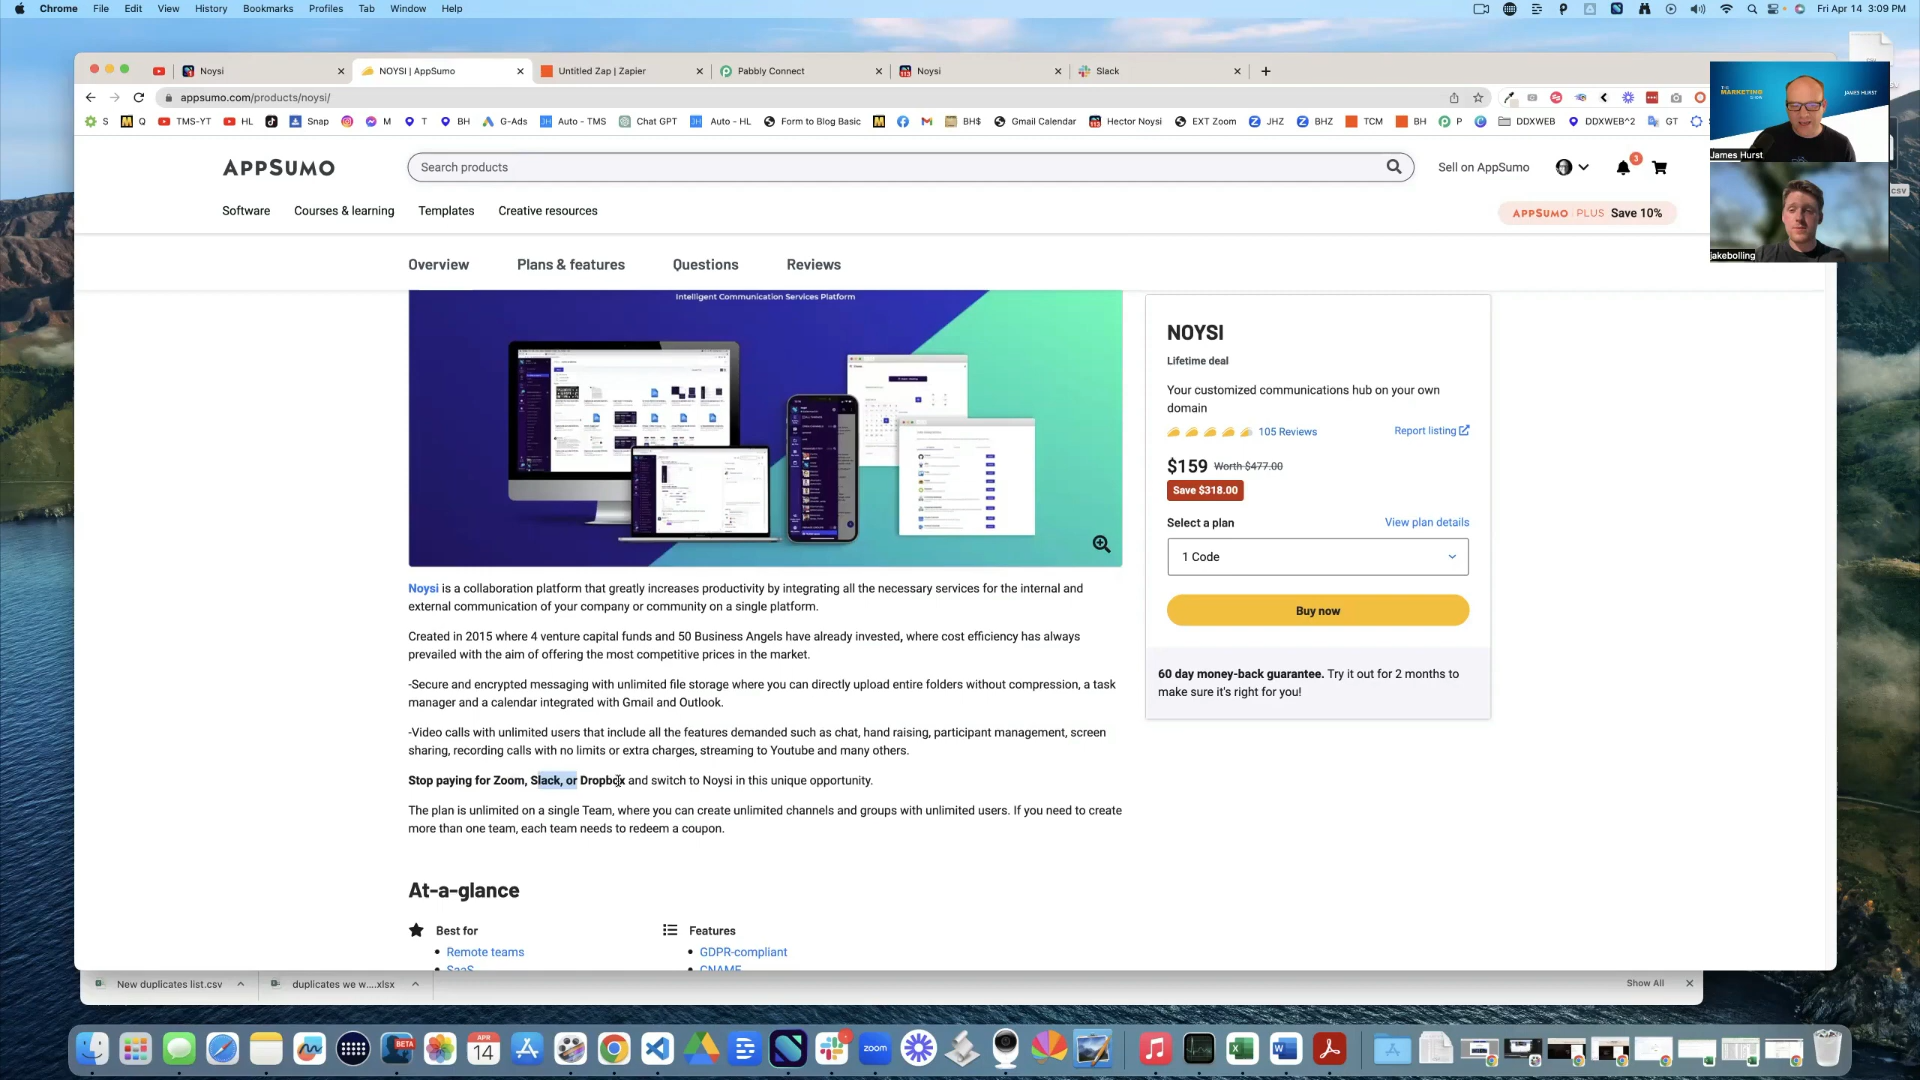 Chrome File Edit View History Bookmarks Profiles Tab Window Help
Fri Apr 14 3:09 PM
Noysi
NOYSI | AppSumo
Untitled Zap | Zapier
Pabbly Connect
Noysi
Slack
appsumo.com/products/noysi/
S Q TMS-YT HL Snap M T BH G-Ads Auto - TMS Chat GPT Auto - HL Form to Blog Basic BH$ Gmail Calendar Hector Noysi EXT Zoom JHZ BHZ TCM BH P DDXWEB DDXWEB^2 GT
MARKETING
JAMES HURST
James Hurst
jakebolling
csv
APPSUMO
Search products
Sell on AppSumo
3
Software Courses & learning Templates Creative resources
APPSUMO PLUS Save 10%
Overview Plans & features Questions Reviews
Intelligent Communication Services Platform
NOYSI
Lifetime deal
Your customized communications hub on your own
domain
105 Reviews
Report listing
$159 Worth $477.00
Save $318.00
Select a plan
View plan details
1 Code
Buy now
60 day money-back guarantee. Try it out for 2 months to
make sure it's right for you!
Noysi is a collaboration platform that greatly increases productivity by integrating all the necessary services for the internal and
external communication of your company or community on a single platform.
Created in 2015 where 4 venture capital funds and 50 Business Angels have already invested, where cost efficiency has always
prevailed with the aim of offering the most competitive prices in the market.
-Secure and encrypted messaging with unlimited file storage where you can directly upload entire folders without compression, a task
manager and a calendar integrated with Gmail and Outlook.
-Video calls with unlimited users that include all the features demanded such as chat, hand raising, participant management, screen
sharing, recording calls with no limits or extra charges, streaming to Youtube and many others.
Stop paying for Zoom, Slack, or Dropbox and switch to Noysi in this unique opportunity.
The plan is unlimited on a single Team, where you can create unlimited channels and groups with unlimited users. If you need to create
more than one team, each team needs to redeem a coupon.
At-a-glance
Best for
Features
• Remote teams
• GDPR-compliant
• SaaS
• CNAME
New duplicates list.csv
duplicates we w....xlsx
Show All
BETA
APR
14
zoom